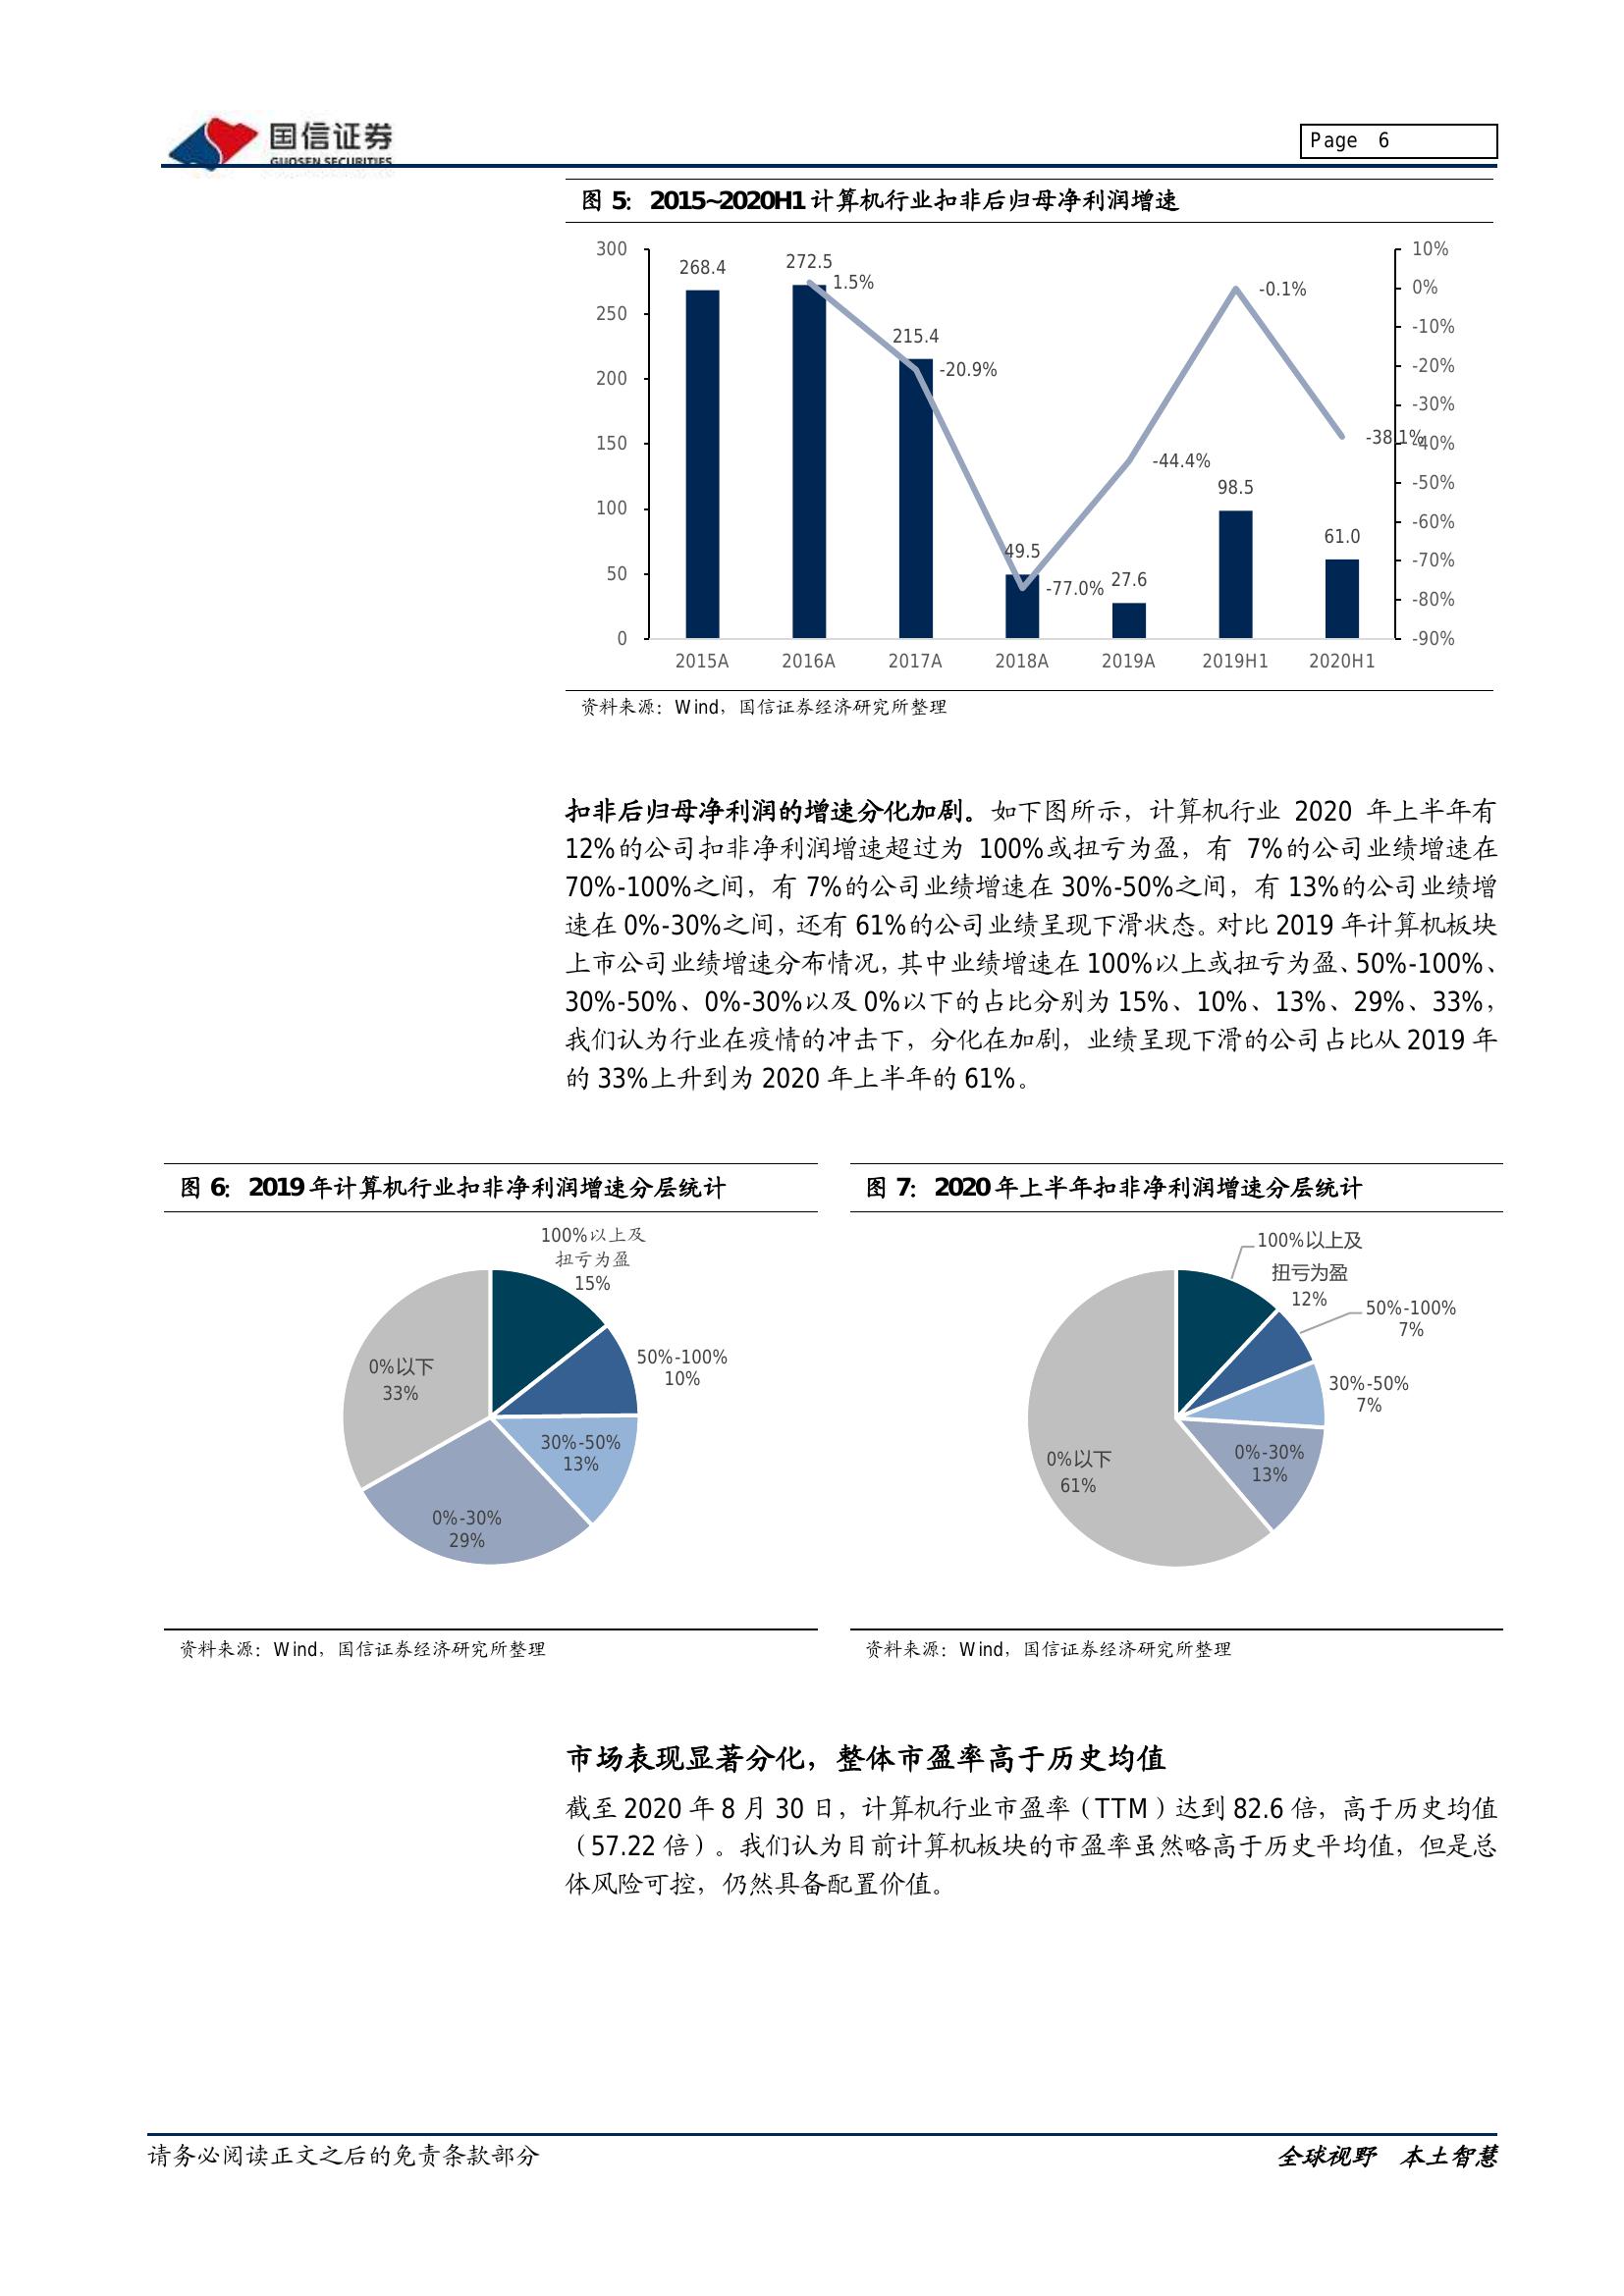 国信证券
GUOSEN SECURITIES
Page 6
图 5：2015~2020H1 计算机行业扣非后归母净利润增速
300
250
200
150
100
50
0
10%
0%
-10%
-20%
-30%
-40%
-50%
-60%
-70%
-80%
-90%
268.4
272.5
215.4
49.5
27.6
98.5
61.0
1.5%
-20.9%
-77.0%
-44.4%
-0.1%
-38.1%
2015A 2016A 2017A 2018A 2019A 2019H1 2020H1
资料来源：Wind，国信证券经济研究所整理
扣非后归母净利润的增速分化加剧。如下图所示，计算机行业 2020 年上半年有
12%的公司扣非净利润增速超过为 100%或扭亏为盈，有 7%的公司业绩增速在
70%-100%之间，有 7%的公司业绩增速在 30%-50%之间，有 13%的公司业绩增
速在 0%-30%之间，还有 61%的公司业绩呈现下滑状态。对比 2019 年计算机板块
上市公司业绩增速分布情况，其中业绩增速在 100%以上或扭亏为盈、50%-100%、
30%-50%、0%-30%以及 0%以下的占比分别为 15%、10%、13%、29%、33%，
我们认为行业在疫情的冲击下，分化在加剧，业绩呈现下滑的公司占比从 2019 年
的 33%上升到为 2020 年上半年的 61%。
图 6：2019 年计算机行业扣非净利润增速分层统计
100%以上及
扭亏为盈
15%
50%-100%
10%
30%-50%
13%
0%-30%
29%
0%以下
33%
资料来源：Wind，国信证券经济研究所整理
图 7：2020 年上半年扣非净利润增速分层统计
100%以上及
扭亏为盈
12%
50%-100%
7%
30%-50%
7%
0%-30%
13%
0%以下
61%
资料来源：Wind，国信证券经济研究所整理
市场表现显著分化，整体市盈率高于历史均值
截至 2020 年 8 月 30 日，计算机行业市盈率（TTM）达到 82.6 倍，高于历史均值
（57.22 倍）。我们认为目前计算机板块的市盈率虽然略高于历史平均值，但是总
体风险可控，仍然具备配置价值。
请务必阅读正文之后的免责条款部分
全球视野 本土智慧